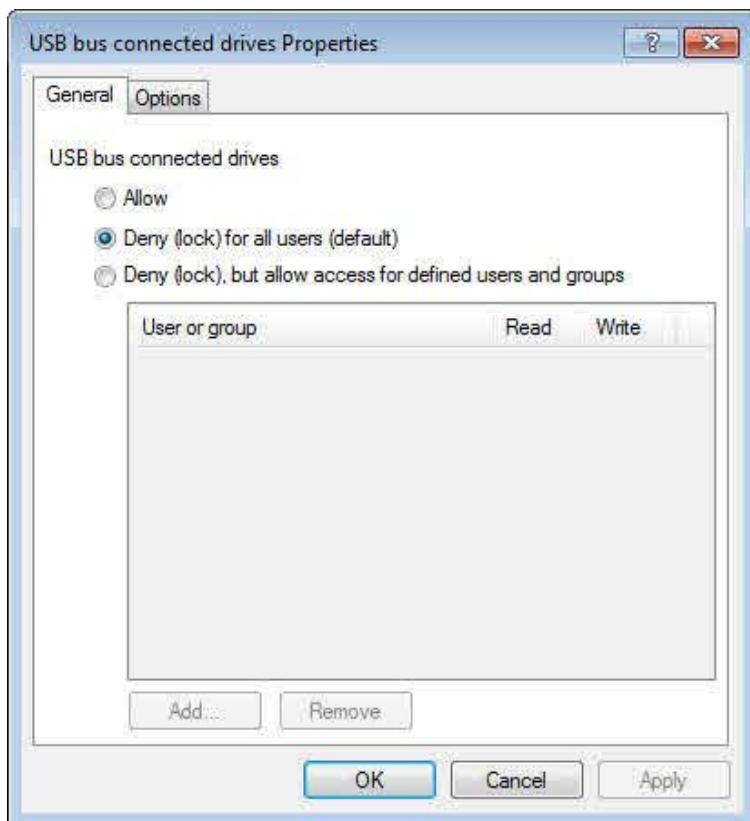 USB bus connected drives Properties
General Options
USB bus connected drives
Allow
Deny (lock) for all users (default)
Deny (lock), but allow access for defined users and groups
User or group Read Write
Add... Remove
OK Cancel Apply